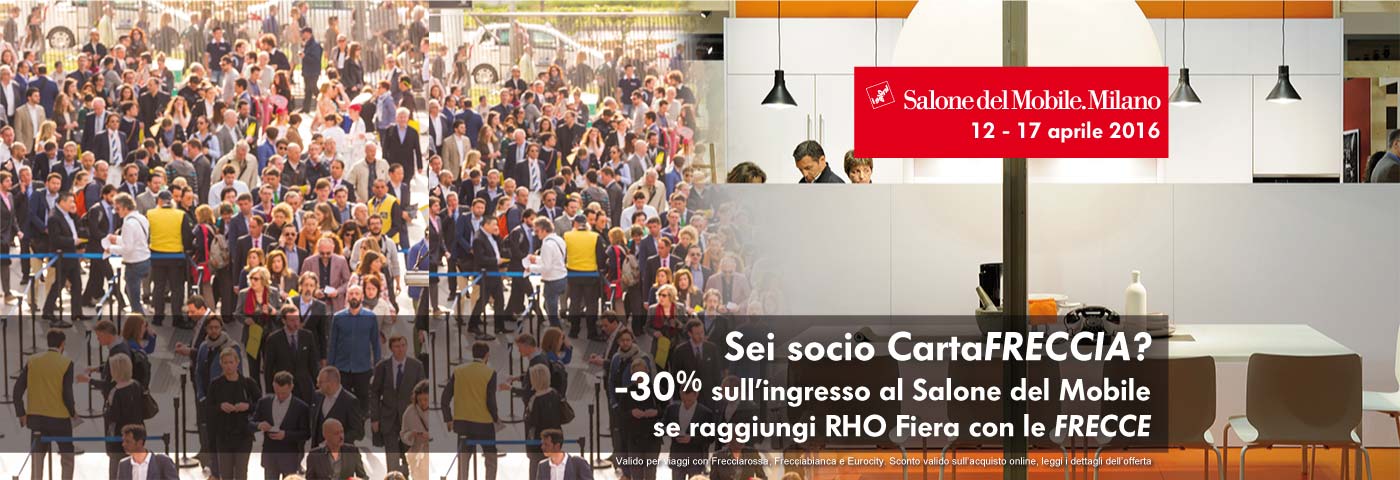 Salone del Mobile.Milano
12 - 17 aprile 2016
Sei socio CartaFRECCIA?
-30% sull'ingresso al Salone del Mobile
se raggiungi RHO Fiera con le FRECCE
Valido per viaggi con Frecciarossa, Frecciabianca e Eurocity. Sconto valido sull'acquisto online, leggi i dettagli dell'offerta